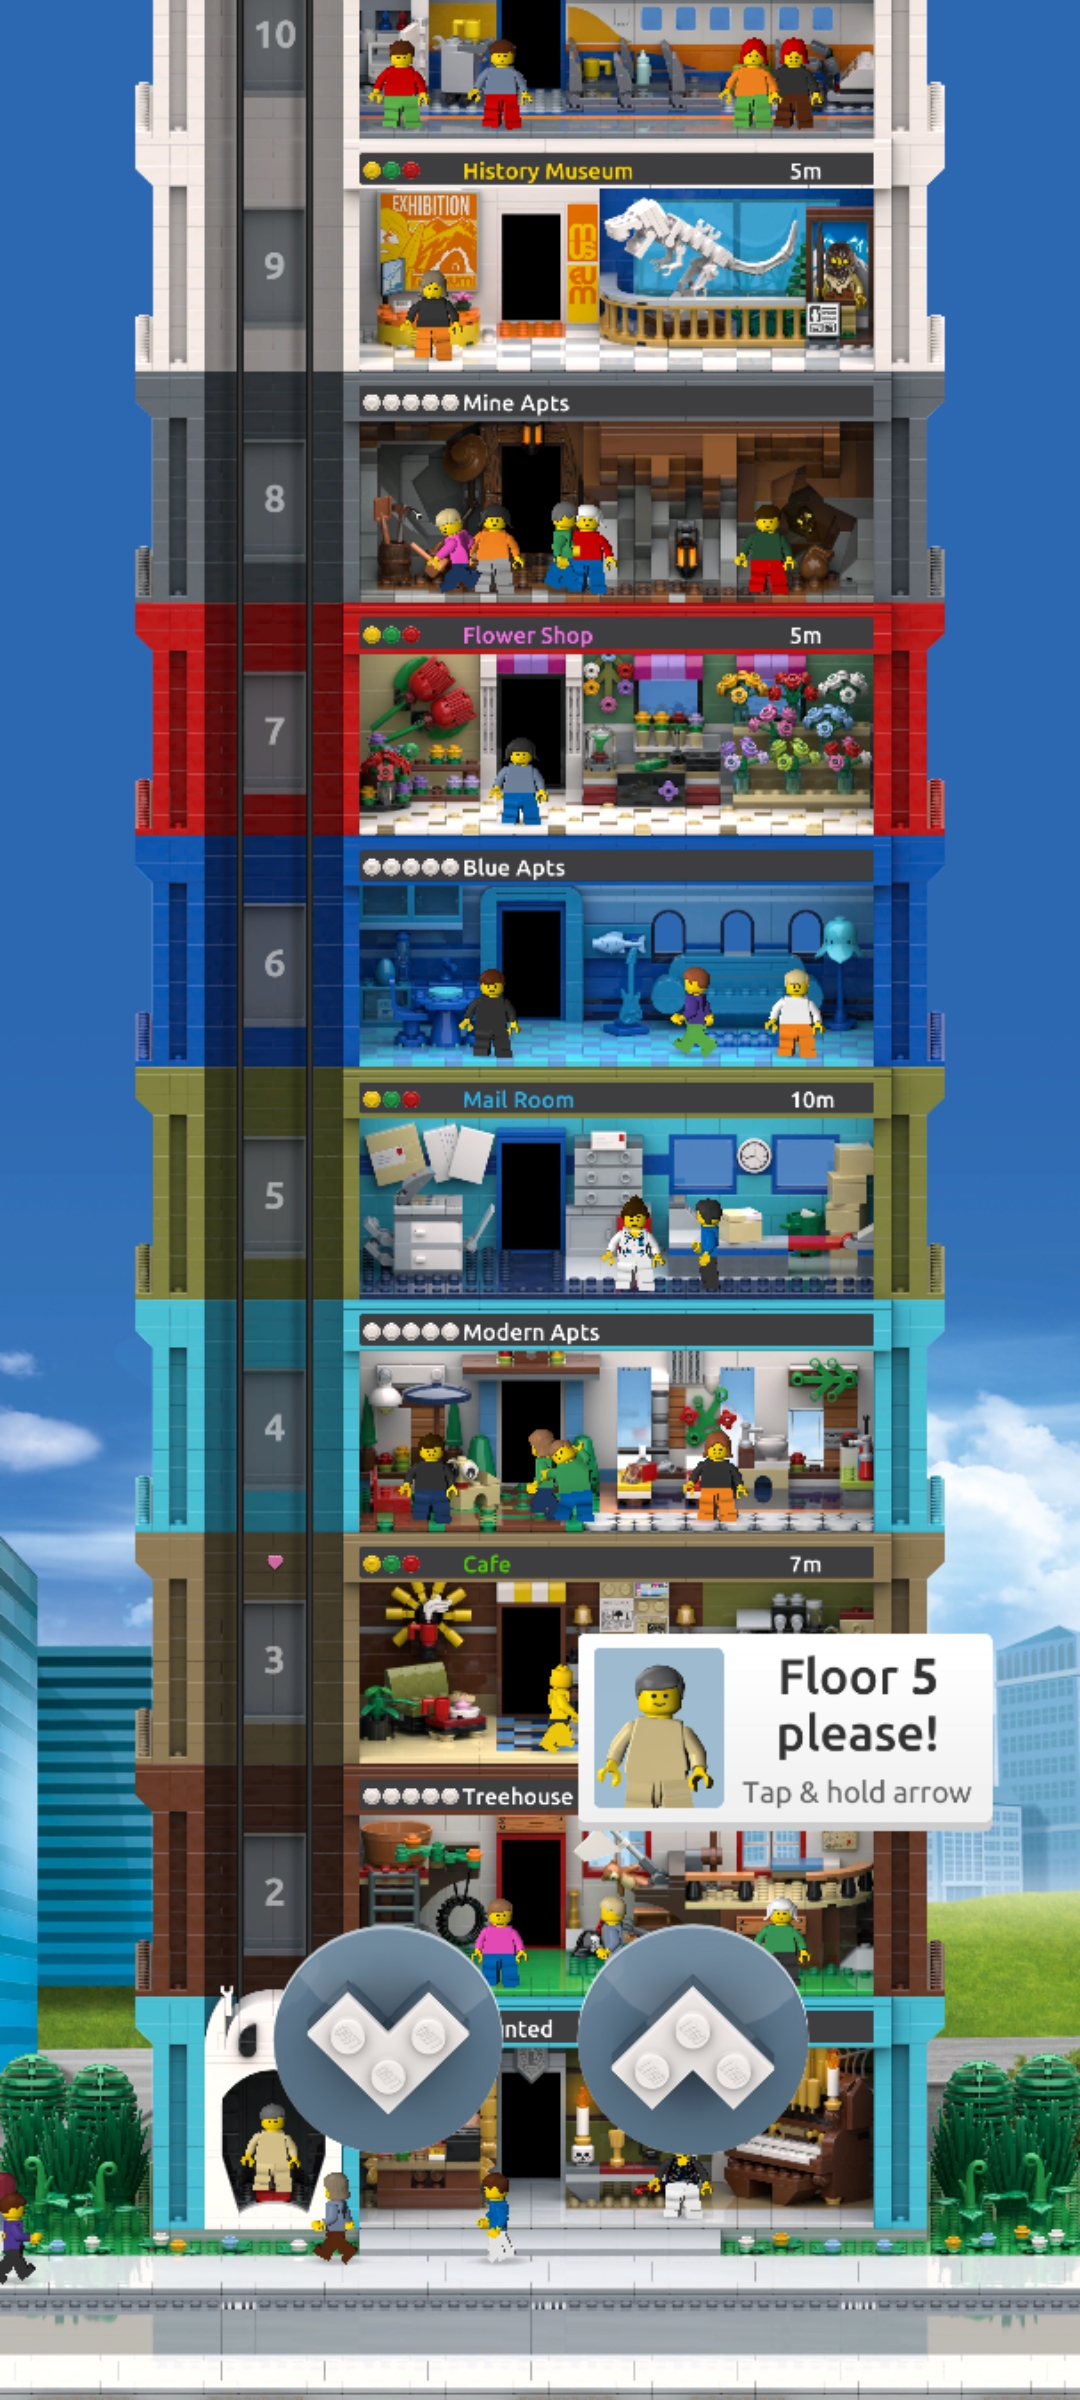 10
History Museum 5m
EXHIBITION
9
Mine Apts
8
Flower Shop 5m
7
Blue Apts
6
Mail Room 10m
5
Modern Apts
4
Cafe 7m
3
Floor 5
please!
Tap & hold arrow
Treehouse
2
nted